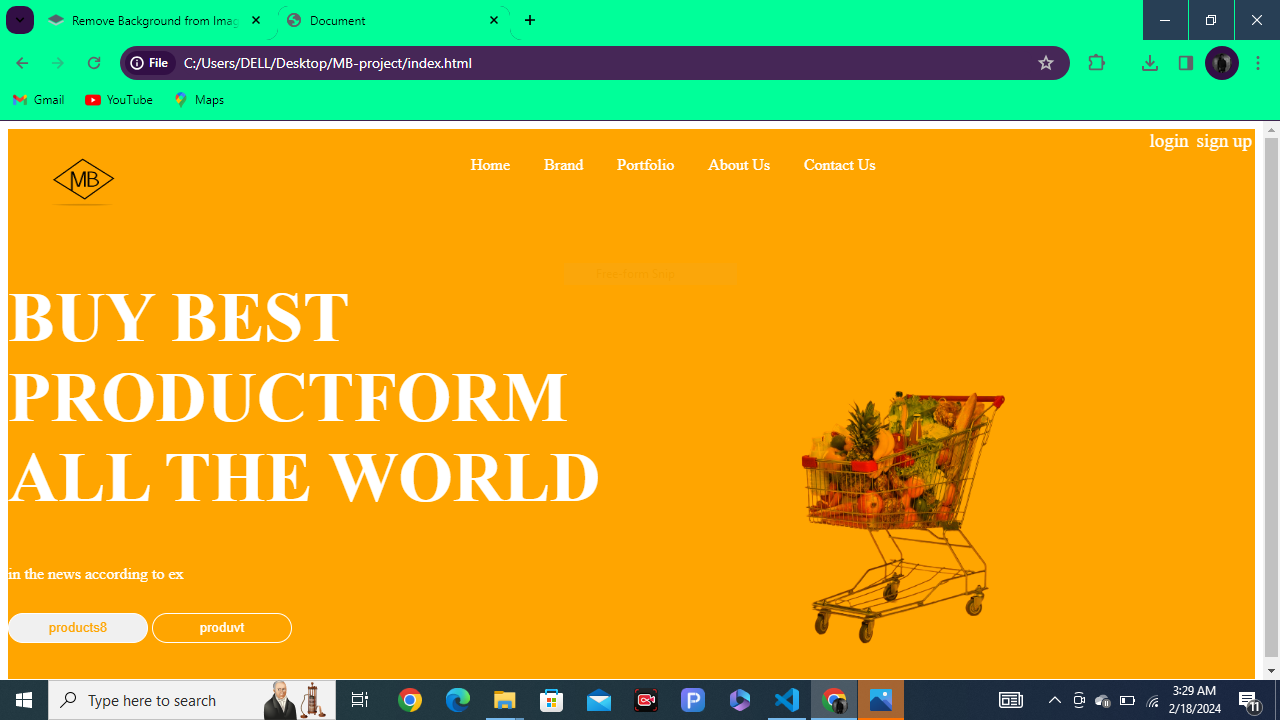 Remove Background from Imag
Document
File
C:/Users/DELL/Desktop/MB-project/index.html
Gmail
YouTube
Maps
login sign up
MB
Home Brand Portfolio About Us Contact Us
Free-form Snip
BUY BEST
PRODUCTFORM
ALL THE WORLD
in the news according to ex
products8
produvt
Type here to search
3:29 AM
2/18/2024
11